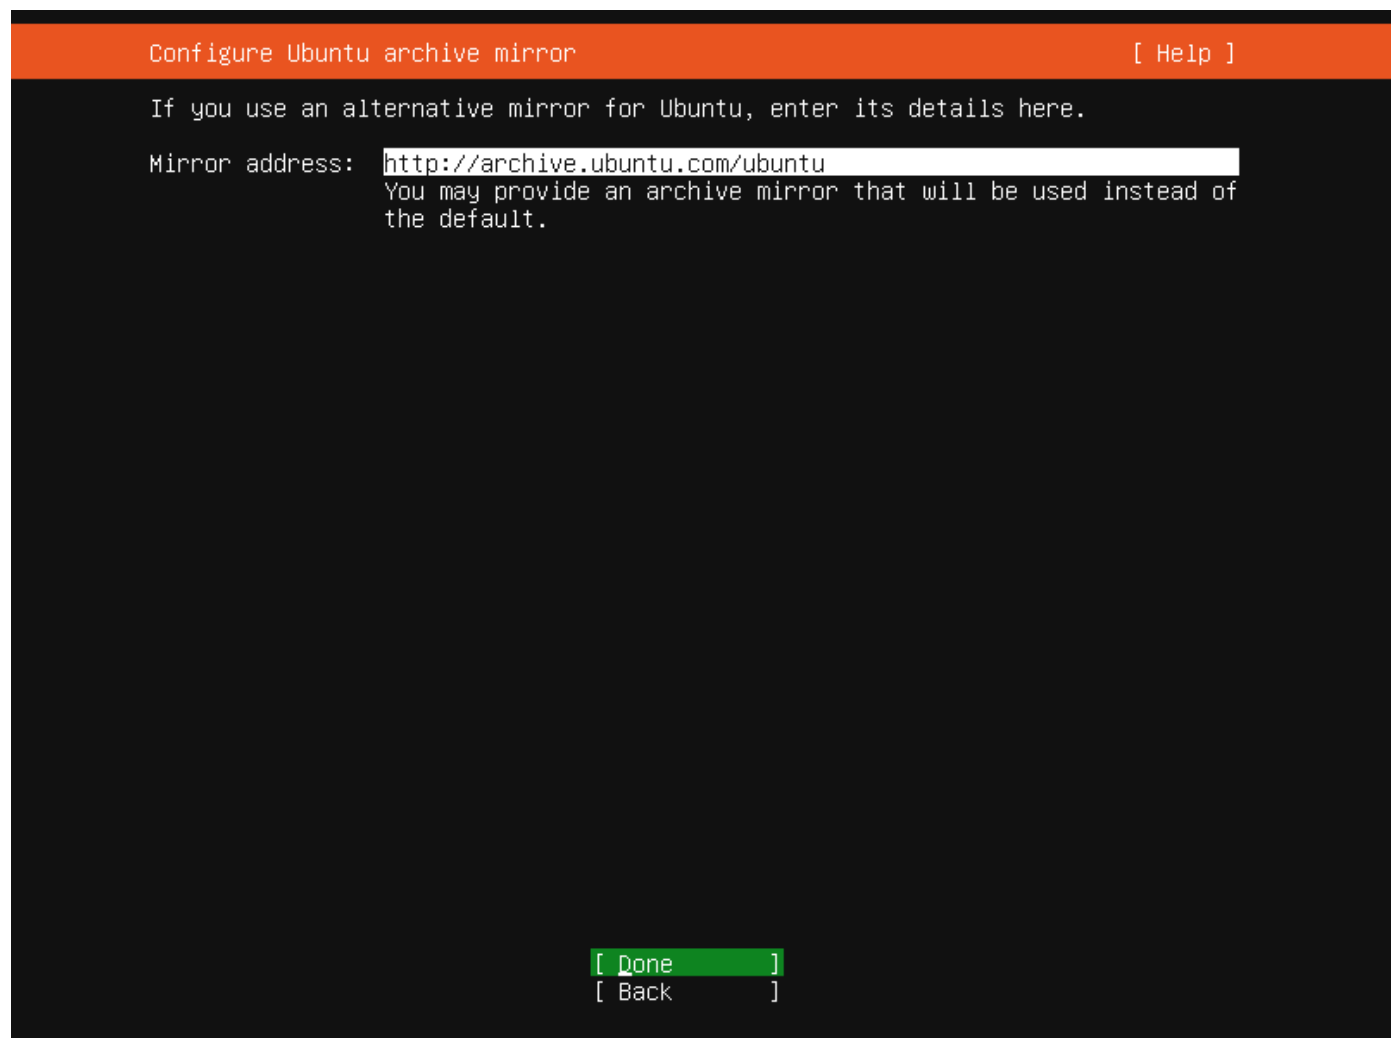 Configure Ubuntu archive mirror [ Help ]
If you use an alternative mirror for Ubuntu, enter its details here.
Mirror address: http://archive.ubuntu.com/ubuntu
You may provide an archive mirror that will be used instead of
the default.
[ Done ]
[ Back ]